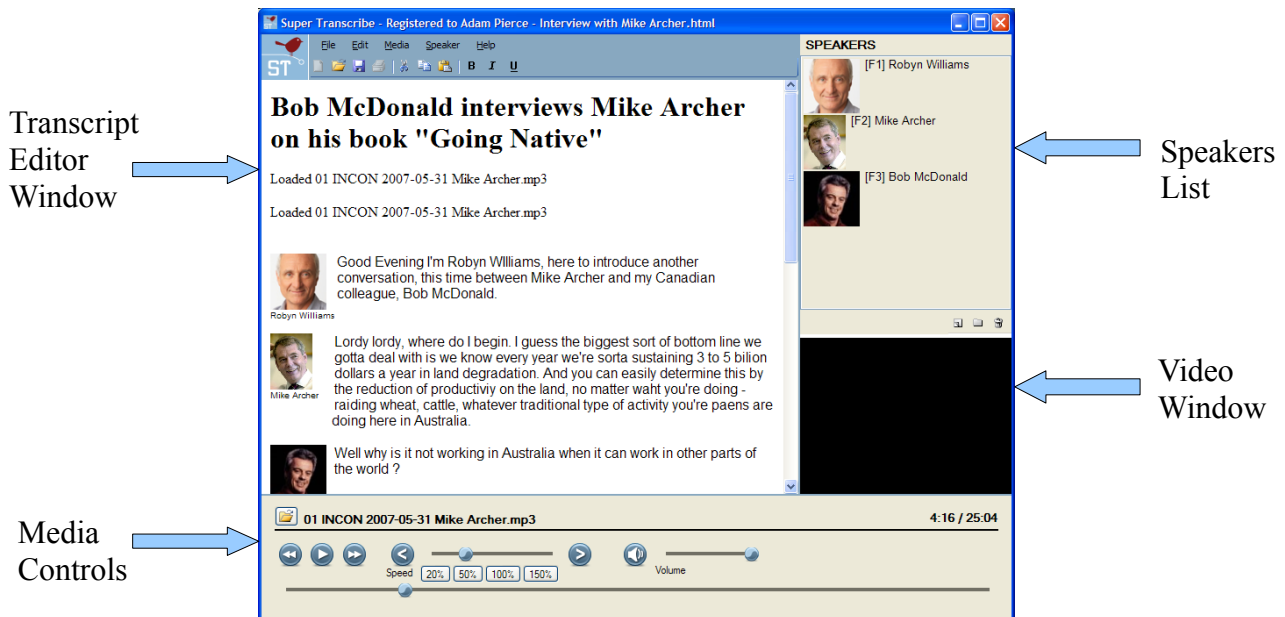 Super Transcribe - Registered to Adam Pierce - Interview with Mike Archer.html
File Edit Media Speaker Help
ST
B I U
SPEAKERS
[F1] Robyn Williams
[F2] Mike Archer
[F3] Bob McDonald
Transcript
Editor
Window
Bob McDonald interviews Mike Archer
on his book "Going Native"
Loaded 01 INCON 2007-05-31 Mike Archer.mp3
Loaded 01 INCON 2007-05-31 Mike Archer.mp3
Good Evening I'm Robyn WIlliams, here to introduce another
conversation, this time between Mike Archer and my Canadian
colleague, Bob McDonald.
Robyn Williams
Lordy lordy, where do I begin. I guess the biggest sort of bottom line we
gotta deal with is we know every year we're sorta sustaining 3 to 5 bilion
dollars a year in land degradation. And you can easily determine this by
the reduction of productiviy on the land, no matter waht you're doing -
raiding wheat, cattle, whatever traditional type of activity you're paens are
doing here in Australia.
Mike Archer
Well why is it not working in Australia when it can work in other parts of
the world ?
Speakers
List
Video
Window
Media
Controls
01 INCON 2007-05-31 Mike Archer.mp3
4:16 / 25:04
< >
Speed 20% 50% 100% 150%
Volume